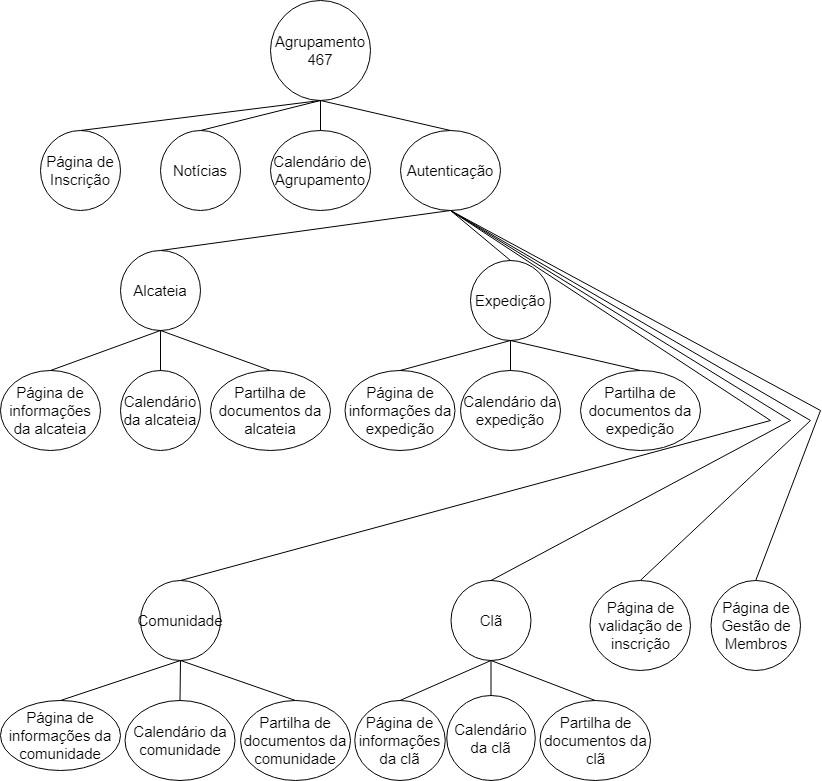 Agrupamento
467
Página de
Inscrição
Notícias
Calendário de
Agrupamento
Autenticação
Alcateia
Expedição
Página de
informações
da alcateia
Calendário
da alcateia
Partilha de
documentos da
alcateia
Página de
informações da
expedição
Calendário da
expedição
Partilha de
documentos da
expedição
Comunidade
Clã
Página de
validação de
inscrição
Página de
Gestão de
Membros
Página de
informações da
comunidade
Calendário da
comunidade
Partilha de
documentos da
comunidade
Página de
informações
da clã
Calendário
da clã
Partilha de
documentos da
clã